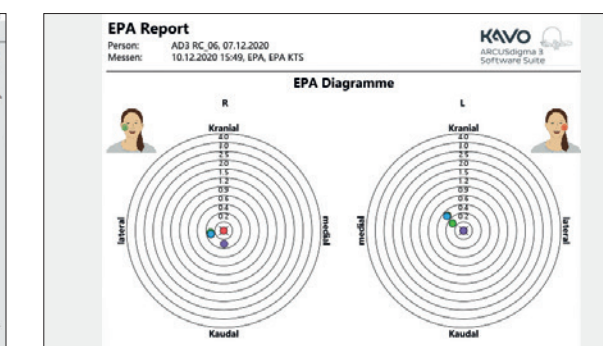 EPA Report
Person: AD3 RC_06, 07.12.2020
Messen: 10.12.2020 15:49, EPA, EPA KTS
KAVO
ARCUSdigma 3
Software Suite
EPA Diagramme
R
L
Kranial
4.0
3.0
2.5
2.0
1.5
1.2
0.9
0.6
0.4
0.2
lateral
medial
Kaudal
Kranial
4.0
3.0
2.5
2.0
1.5
1.2
0.9
0.6
0.4
0.2
medial
lateral
Kaudal